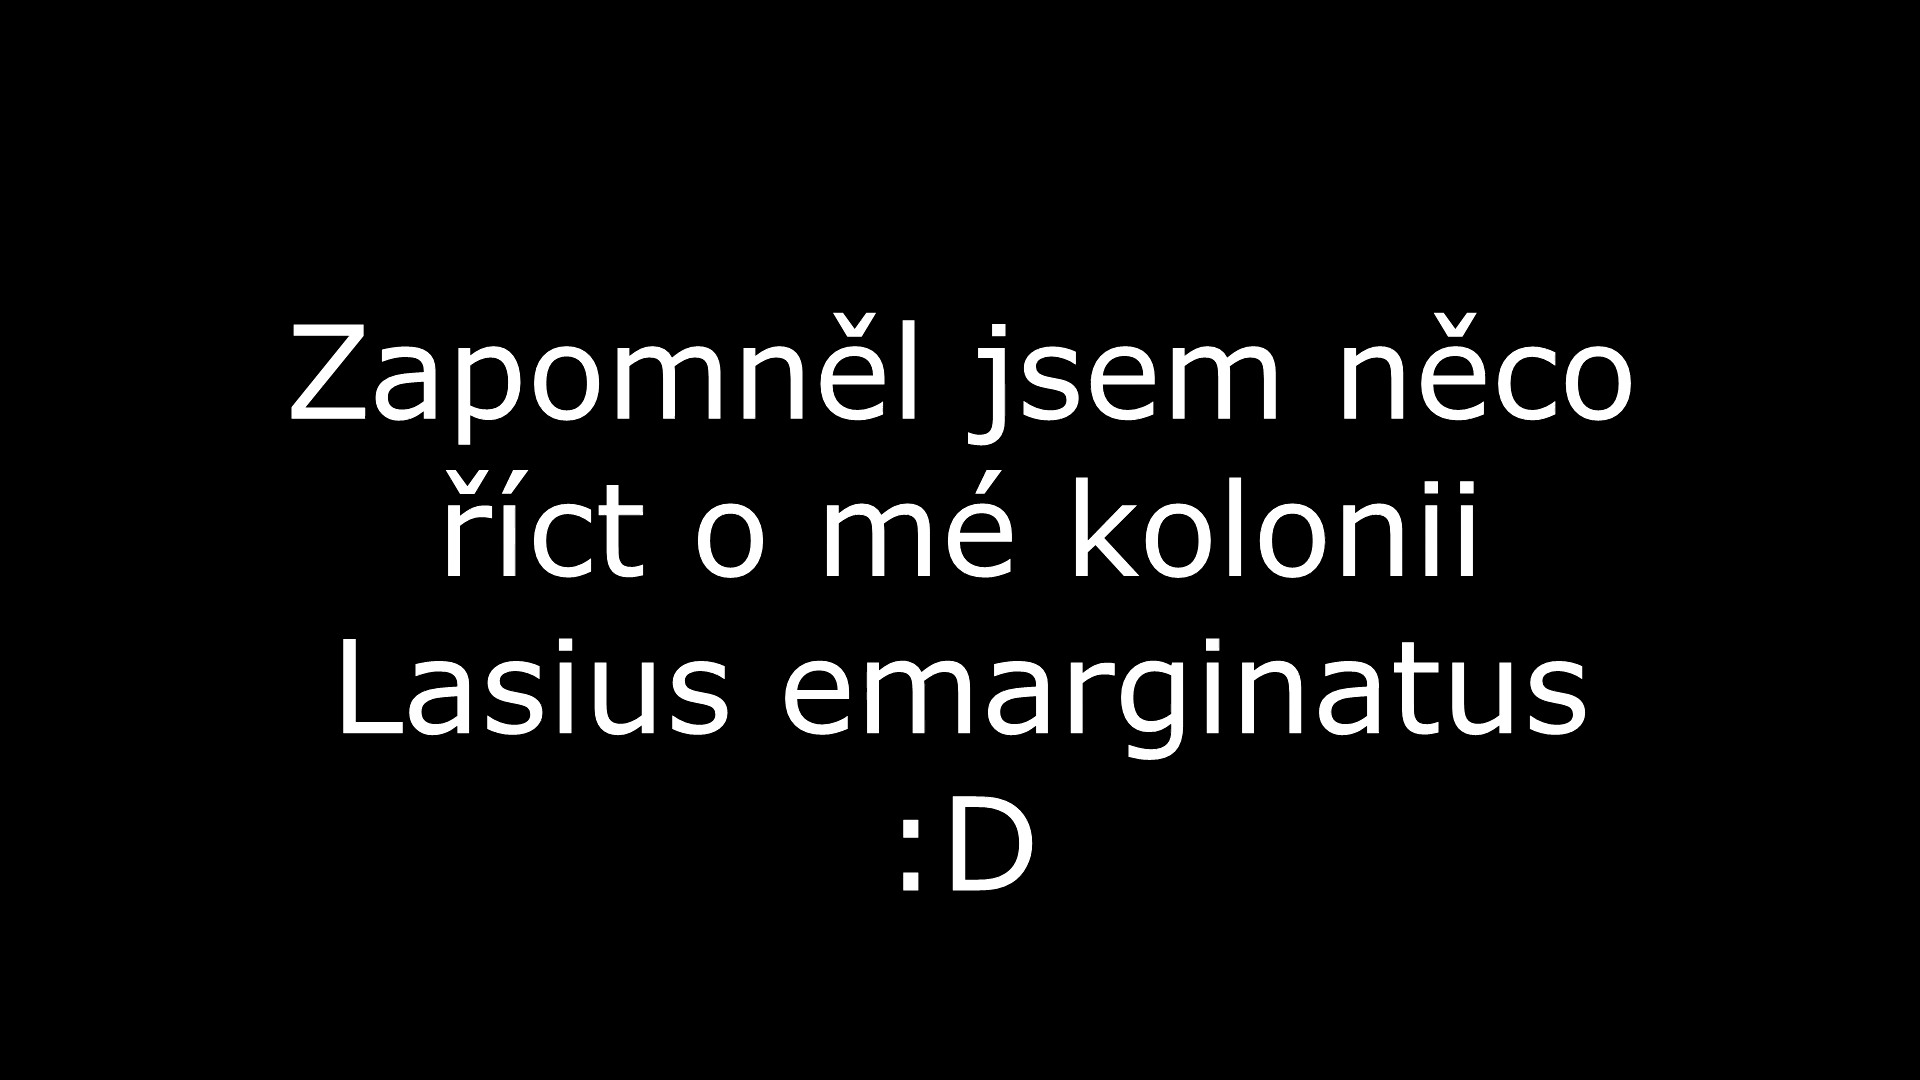 Zapomněl jsem něco
říct o mé kolonii
Lasius emarginatus
:D